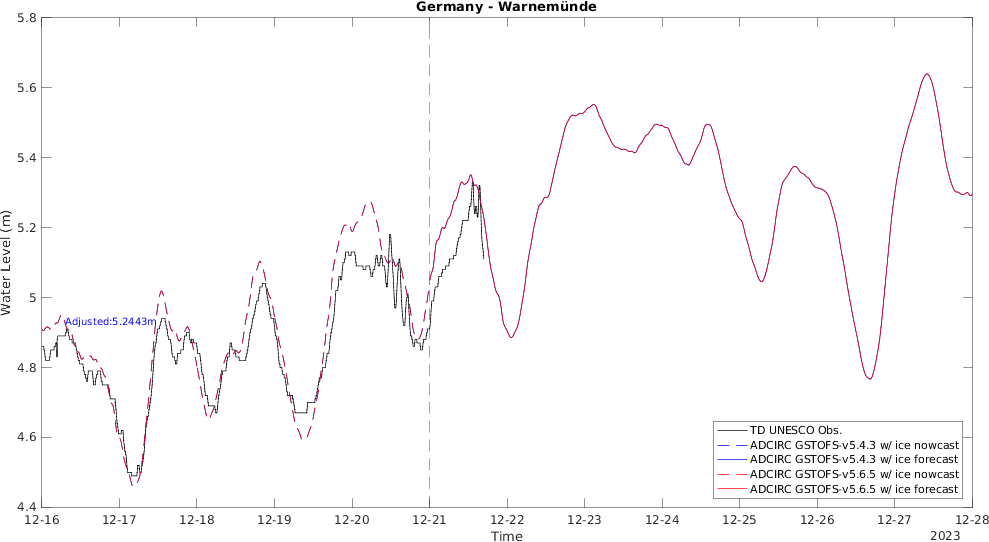 Germany - Warnemünde
Water Level (m)
5.8
5.6
5.4
5.2
5
4.8
4.6
4.4
Adjusted:5.2443m
TD UNESCO Obs.
ADCIRC GSTOFS-v5.4.3 w/ ice nowcast
ADCIRC GSTOFS-v5.4.3 w/ ice forecast
ADCIRC GSTOFS-v5.6.5 w/ ice nowcast
ADCIRC GSTOFS-v5.6.5 w/ ice forecast
12-16 12-17 12-18 12-19 12-20 12-21 12-22 12-23 12-24 12-25 12-26 12-27 12-28
Time
2023